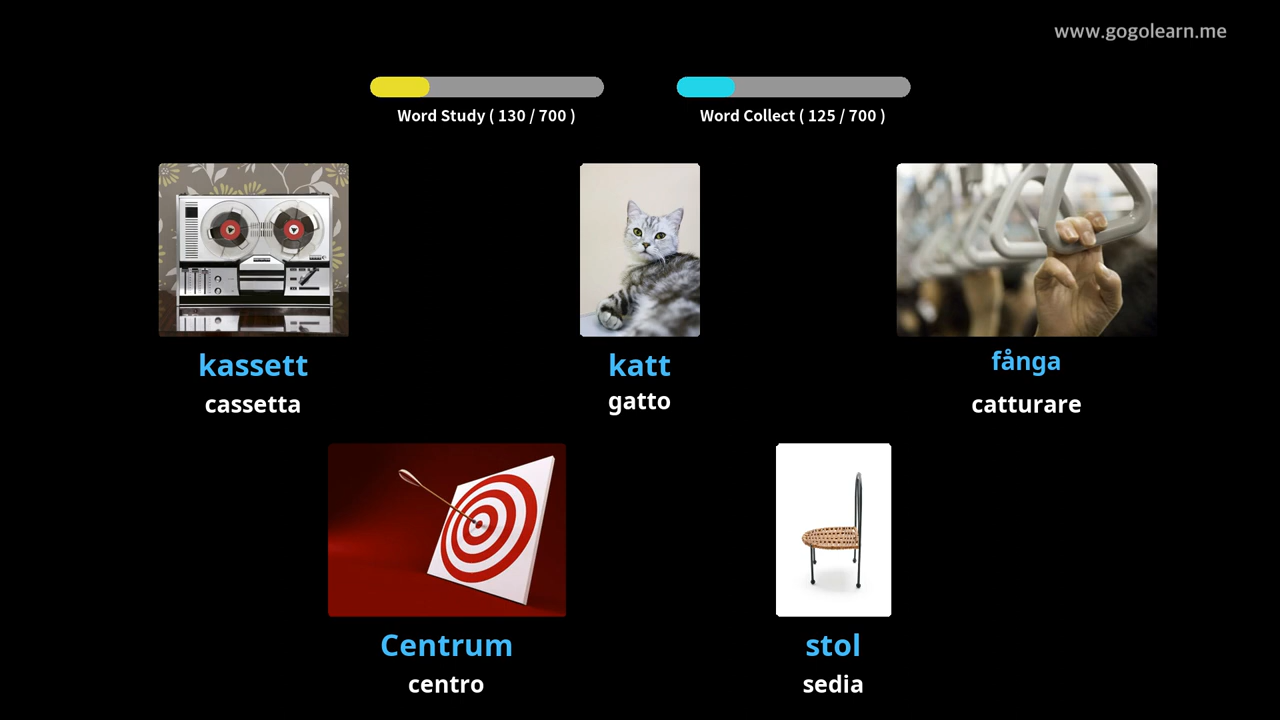 www.gogolearn.me
Word Study ( 130 / 700 )
Word Collect ( 125 / 700 )
kassett
cassetta
katt
gatto
fånga
catturare
Centrum
centro
stol
sedia